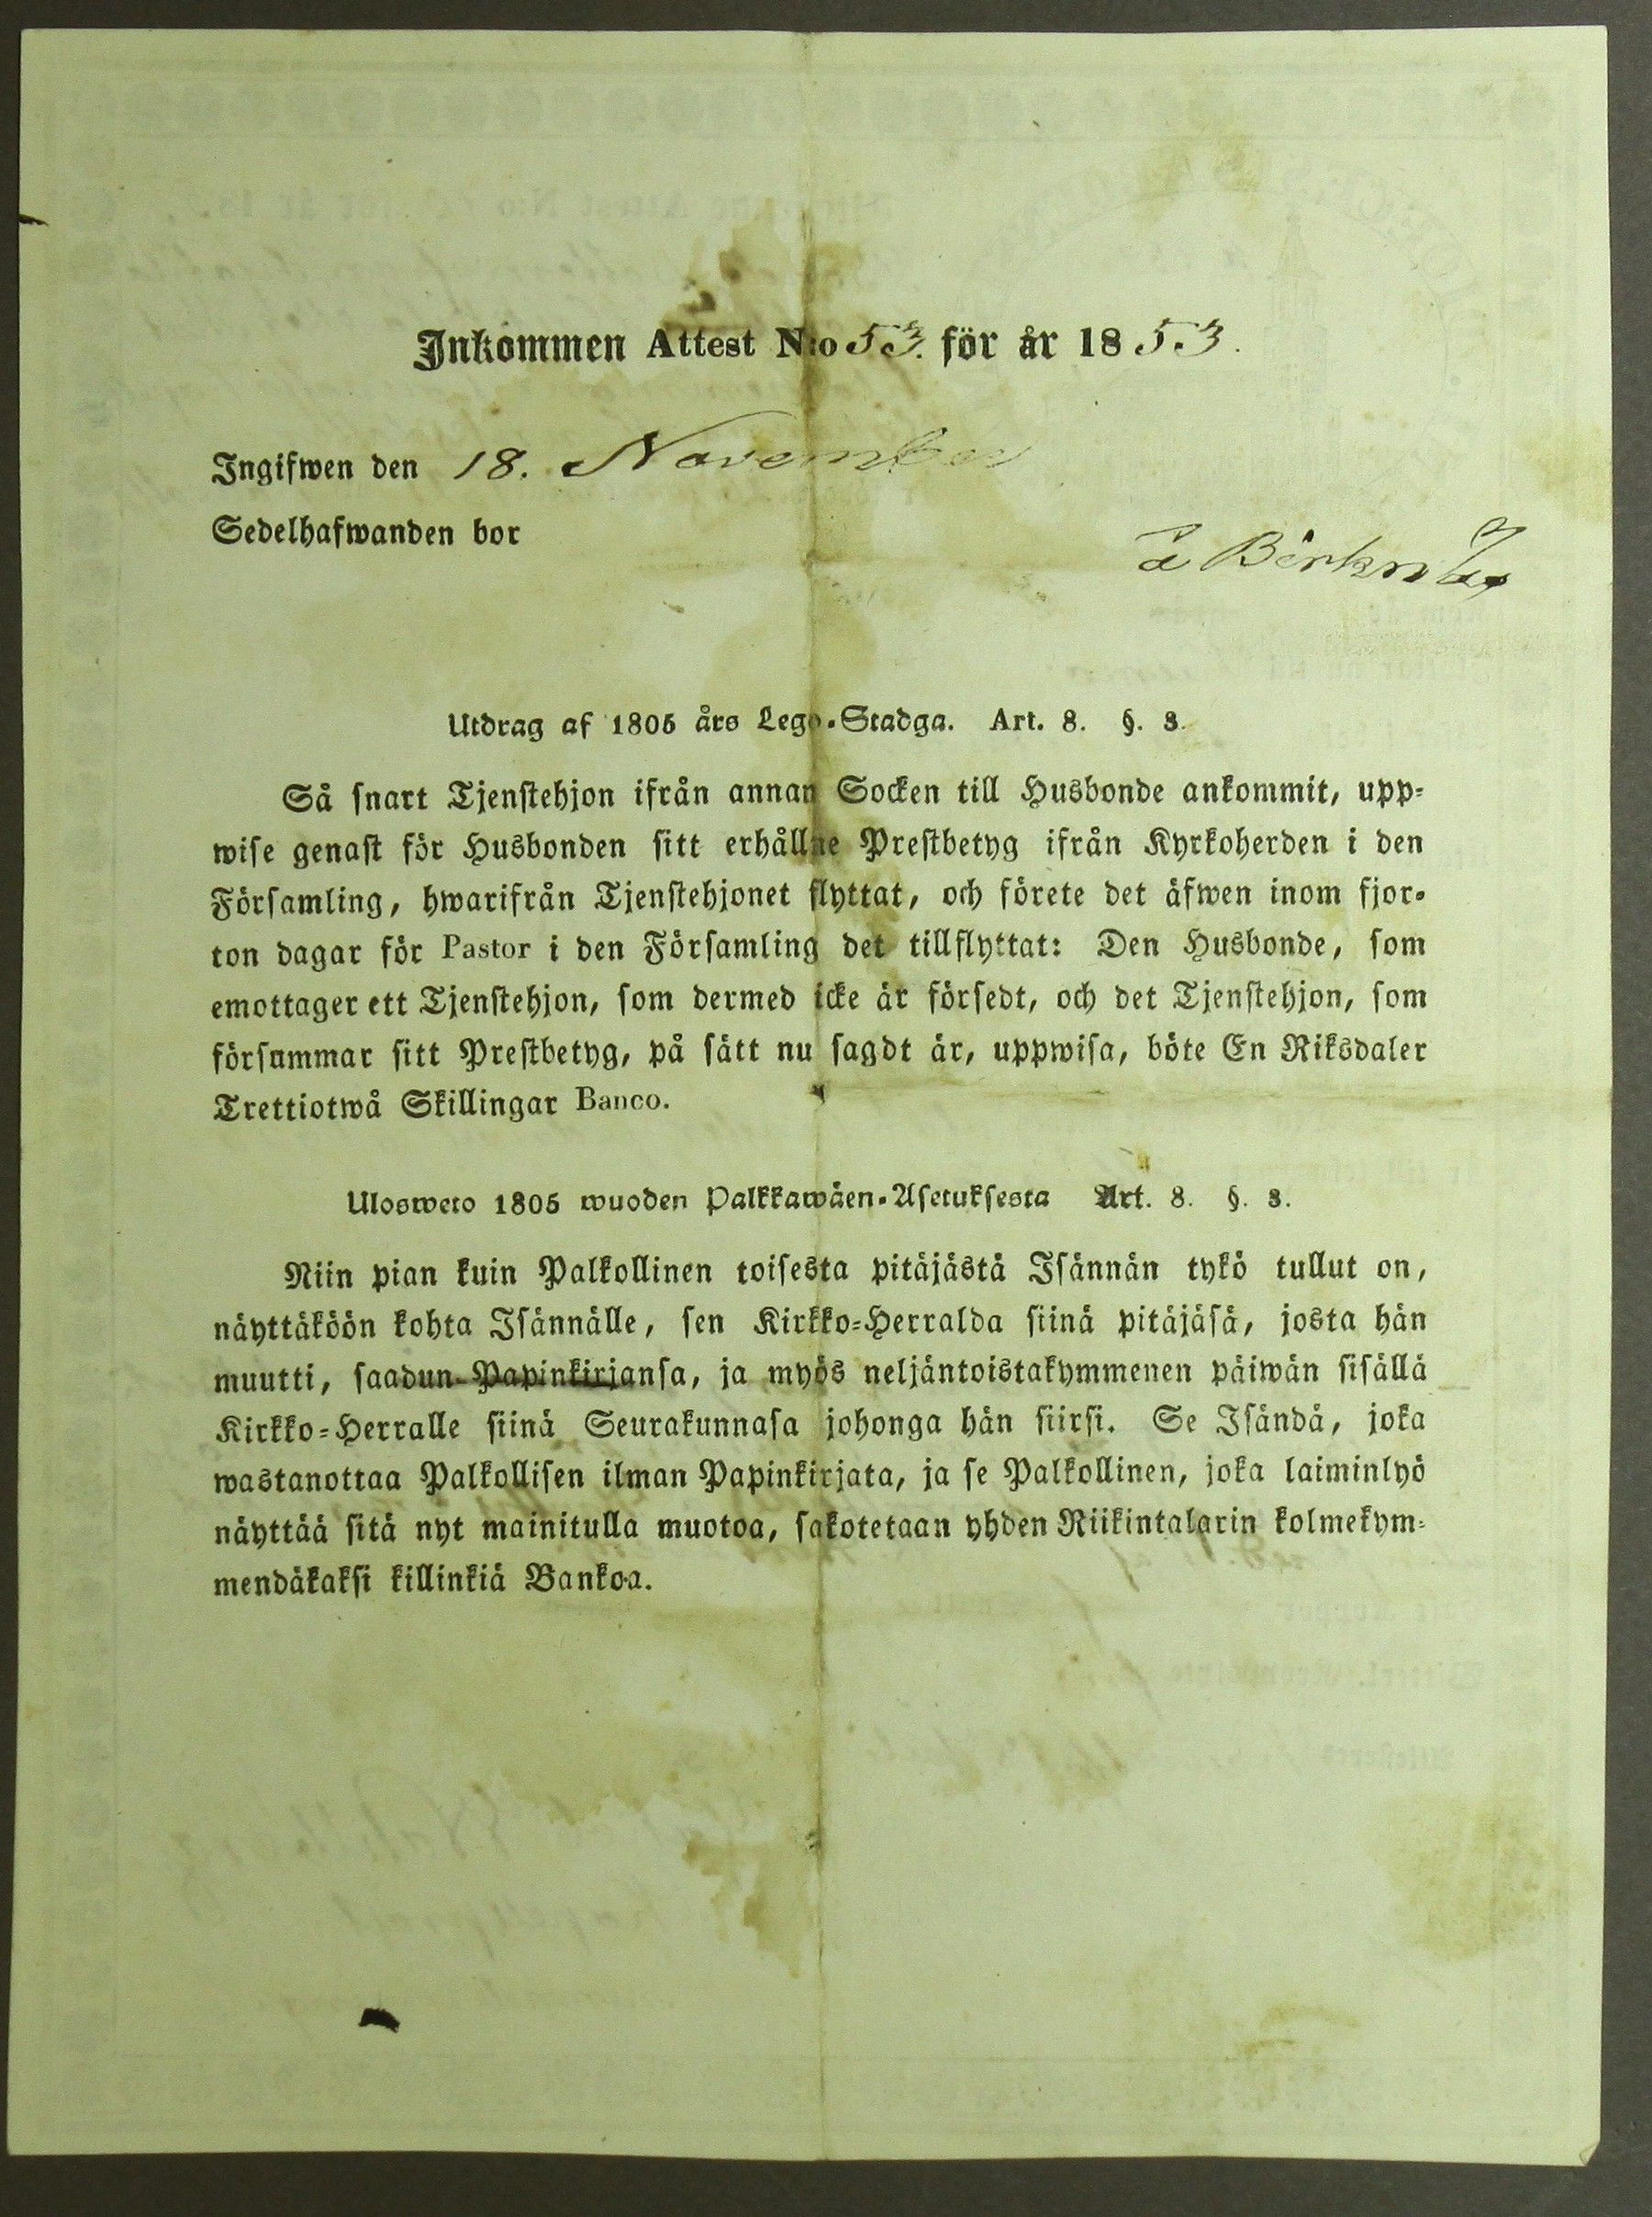 Inkommen Attest N:o 53. för år 1853.
Ingifwen den 18. November
Sedelhafwanden bor
å Börknäs
Utdrag af 1805 års Lego-Stadga. Art. 8. §. 3.
Så snart Tjenstehjon ifrån annan Socken till Husbonde ankommit, upp-
wise genast för Husbonden sitt erhållne Prestbetyg ifrån Kyrkoherden i den
Församling, hwarifrån Tjenstehjonet flyttat, och förete det äfwen inom fjor-
ton dagar för Pastor i den Församling det tillflyttat: Den Husbonde, som
emottager ett Tjenstehjon, som dermed icke är försedt, och det Tjenstehjon, som
försummar sitt Prestbetyg, på sätt nu sagdt är, uppwisa, böte En Riksdaler
Trettiotwå Skillingar Banco.
Ulosweto 1805 wuoden Palkkawäen-Asetuksesta Art. 8. §. 3.
Niin pian kuin Palkollinen toisesta pitäjästä Isännän tykö tullut on,
näyttäköön kohta Isännälle, sen Kirkko-Herralda siinä pitäjäsä, josta hän
muutti, saadun Papinkirjansa, ja myös neljäntoistakymmenen päiwän sisällä
Kirkko-Herralle siinä Seurakunnasa johonga hän siirsi. Se Isändä, joka
wastanottaa Palkollisen ilman Papinkirjata, ja se Palkollinen, joka laiminlyö
näyttää sitä nyt mainitulla muotoa, sakotetaan yhden Riikintalarin kolmekym-
mendäkaksi killinkiä Bankoa.